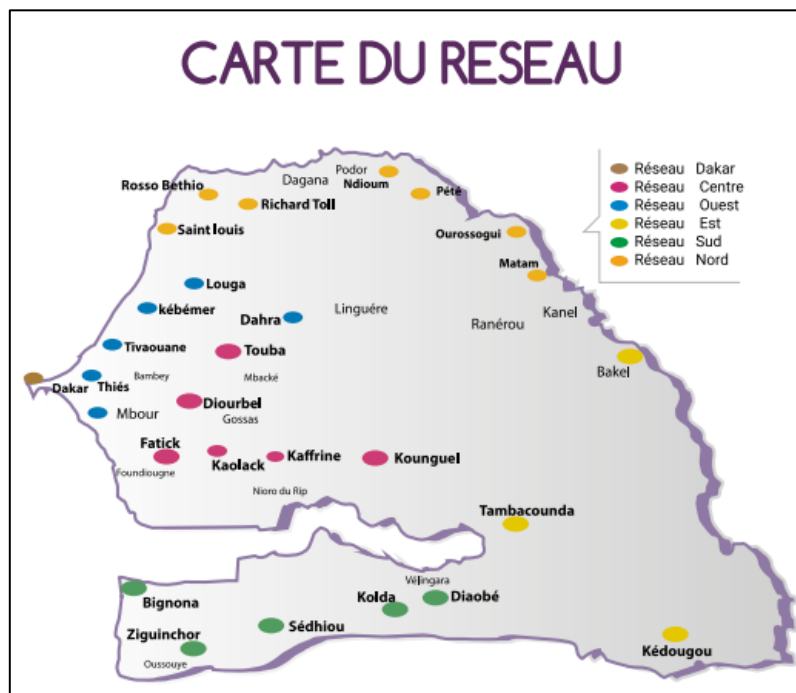 CARTE DU RESEAU
Réseau Dakar
Réseau Centre
Réseau Ouest
Réseau Est
Réseau Sud
Réseau Nord
Podor
Dagana
Ndioum
Rosso Bethio
Richard Toll
Pété
Saint louis
Ourossogui
Matam
Louga
Kanel
kébémer
Dahra
Linguére
Ranérou
Tivaouane
Touba
Bakel
Bambey
Mbacké
Dakar
Thiés
Diourbel
Mbour
Gossas
Fatick
Kaolack
Kaffrine
Kounguel
Foundiougne
Nioro du Rip
Tambacounda
Vélingara
Bignona
Kolda
Diaobé
Sédhiou
Ziguinchor
Kédougou
Oussouye